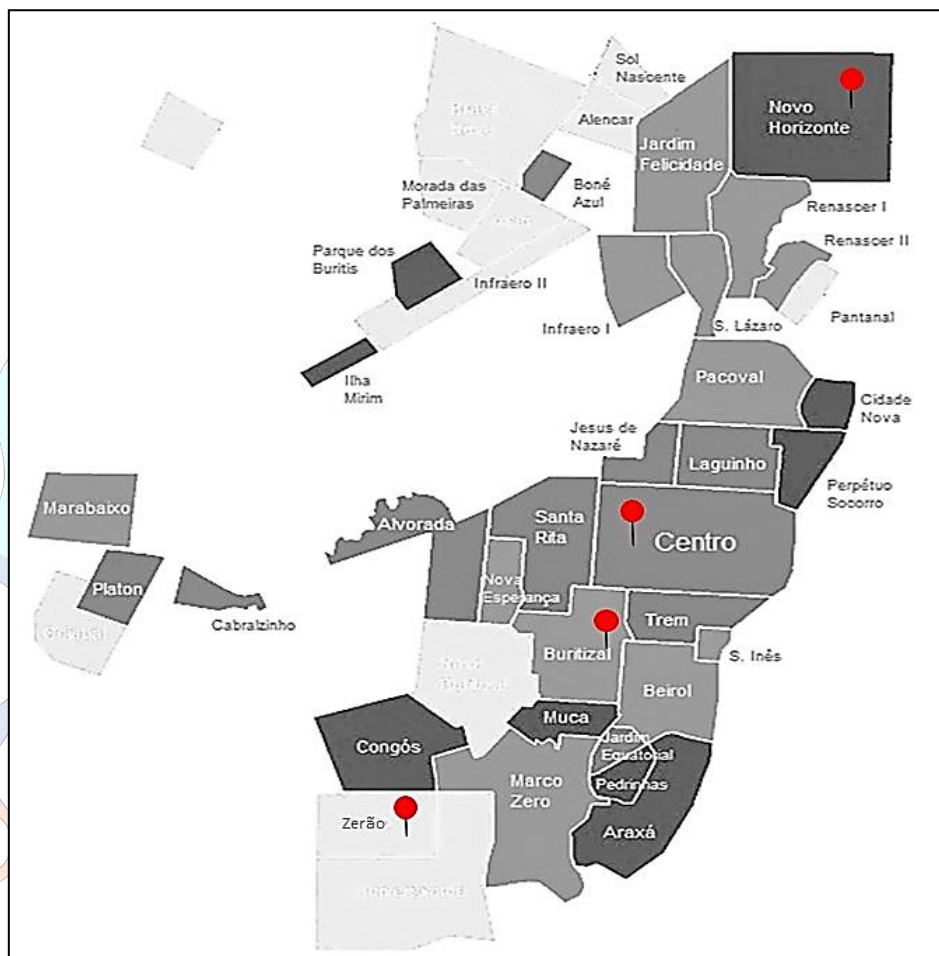 Sol
Nascente
Alencar
Novo
Horizonte
Jardim
Felicidade
Morada das
Palmeiras
Boné
Azul
Renascer I
Renascer II
Parque dos
Buritis
Infraero II
Infraero I
S. Lázaro
Pantanal
Ilha
Mirim
Pacoval
Cidade
Nova
Jesus de
Nazaré
Laguinho
Perpétuo
Socorro
Marabaixo
Alvorada
Santa
Rita
Centro
Platon
Nova
Esperança
Cabralzinho
Trem
Buritizal
S. Inês
Beirol
Muca
Congós
Jardim
Equatorial
Marco
Zero
Pedrinhas
Zerão
Araxá